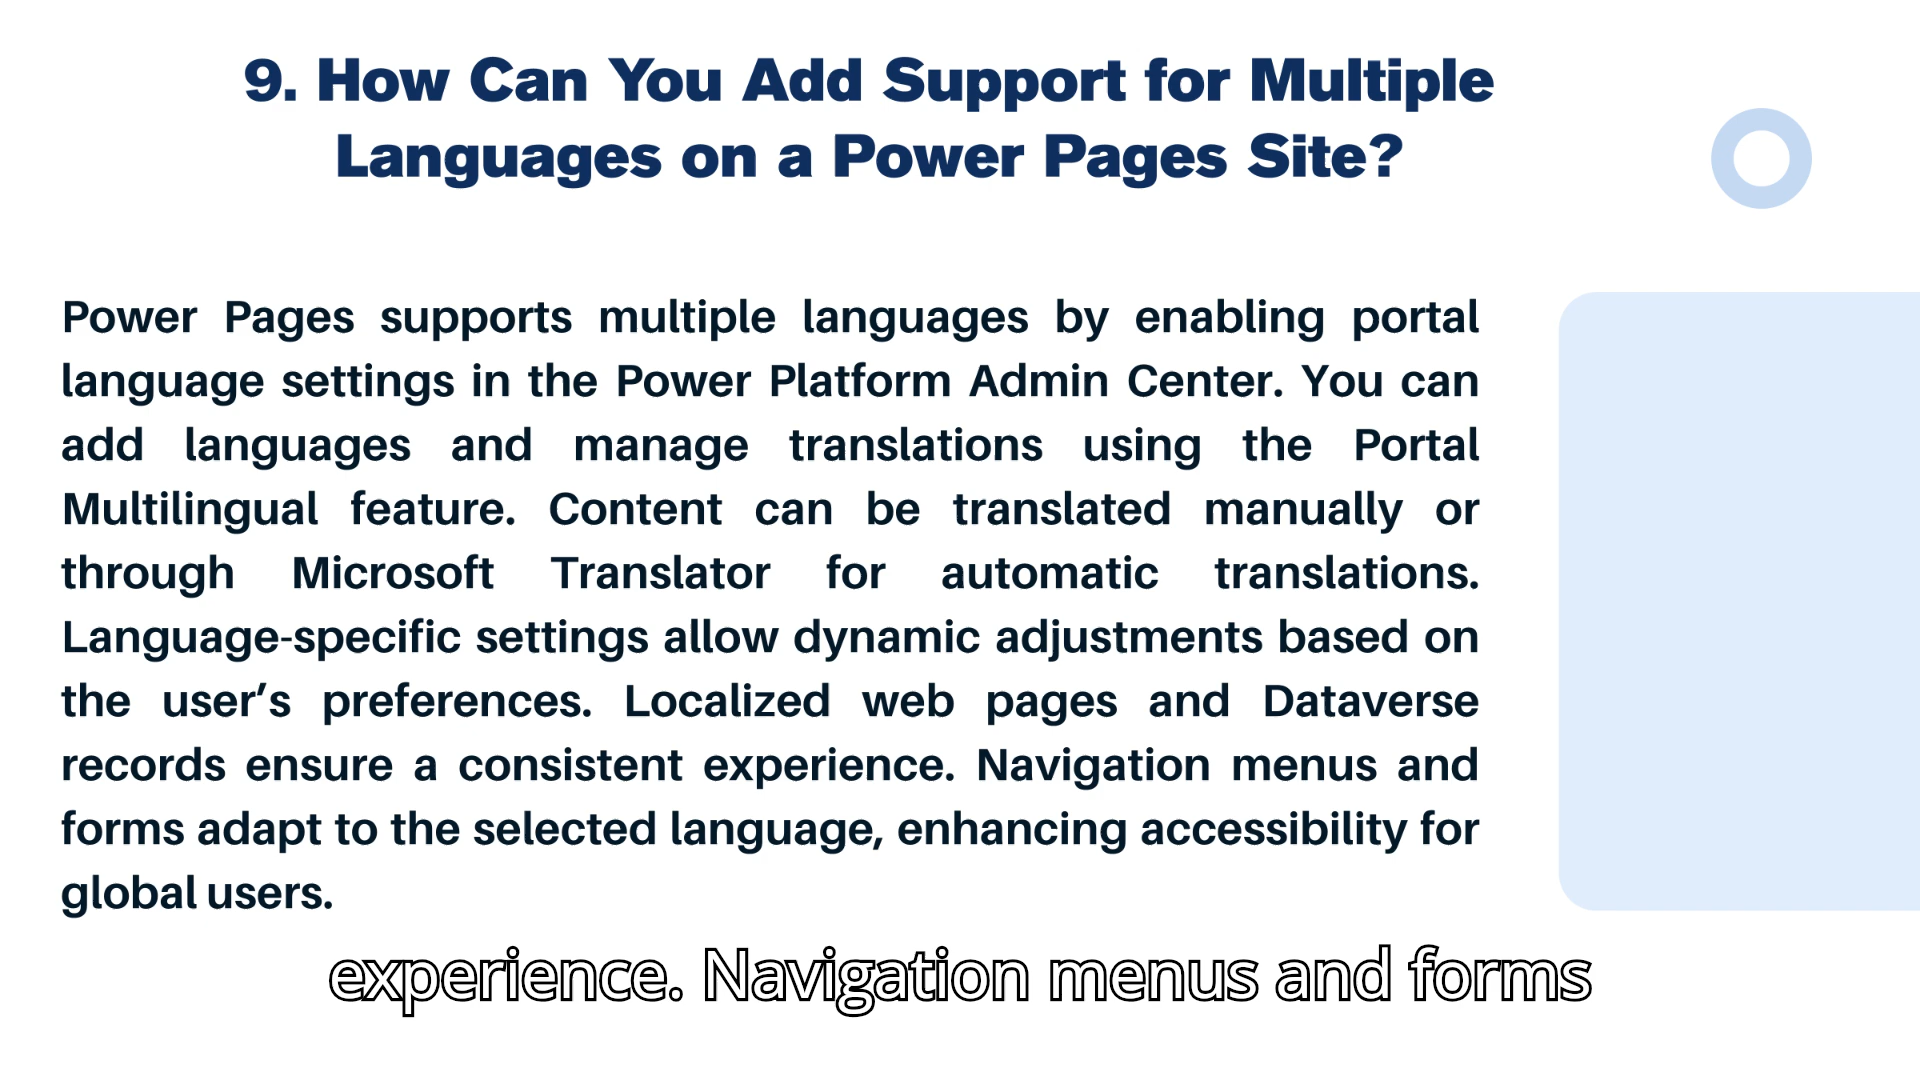 9. How Can You Add Support for Multiple
Languages on a Power Pages Site?
Power Pages supports multiple languages by enabling portal
language settings in the Power Platform Admin Center. You can
add languages and manage translations using the Portal
Multilingual feature. Content can be translated manually or
through Microsoft Translator for automatic translations.
Language-specific settings allow dynamic adjustments based on
the user’s preferences. Localized web pages and Dataverse
records ensure a consistent experience. Navigation menus and
forms adapt to the selected language, enhancing accessibility for
global users.
experience. Navigation menus and forms